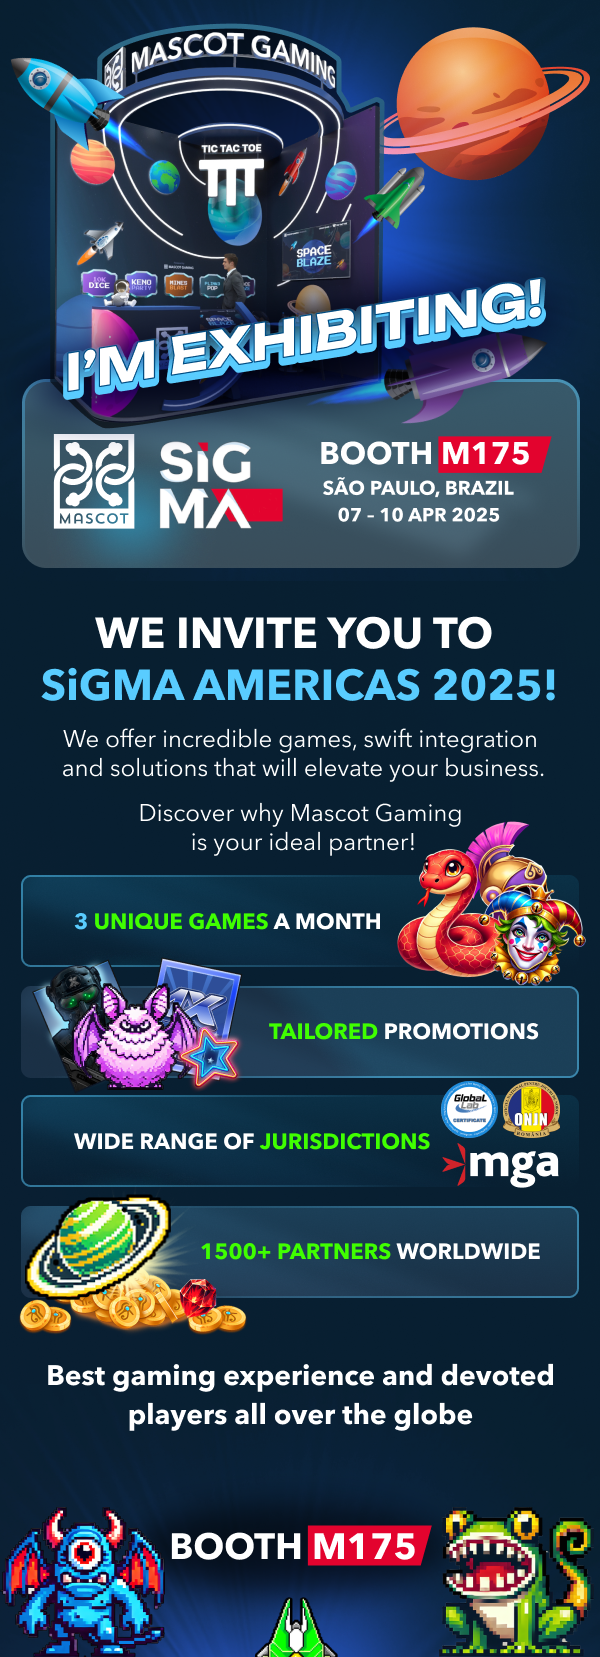 MASCOT GAMING
TIC TAC TOE
SPACE
BLAZE
10K
DICE
KENO
PARTY
MINES
BLAST
I'M EXHIBITING!
MASCOT
SiG
MA
BOOTH M175
SÃO PAULO, BRAZIL
07 – 10 APR 2025
WE INVITE YOU TO
SiGMA AMERICAS 2025!
We offer incredible games, swift integration
and solutions that will elevate your business.
Discover why Mascot Gaming
is your ideal partner!
3 UNIQUE GAMES A MONTH
TAILORED PROMOTIONS
WIDE RANGE OF JURISDICTIONS
Global
Lab
CERTIFICATE
ONJN
ROMÂNIA
mga
1500+ PARTNERS WORLDWIDE
Best gaming experience and devoted
players all over the globe
BOOTH M175